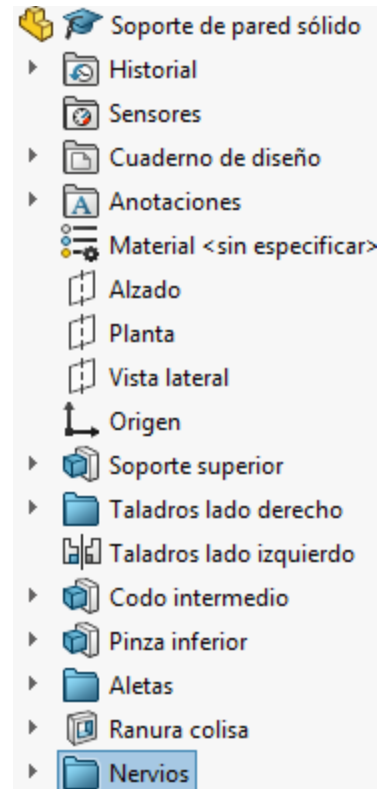 Soporte de pared sólido
Historial
Sensores
Cuaderno de diseño
A Anotaciones
Material <sin especificar>
Alzado
Planta
Vista lateral
Origen
Soporte superior
Taladros lado derecho
Taladros lado izquierdo
Codo intermedio
Pinza inferior
Aletas
Ranura colisa
Nervios